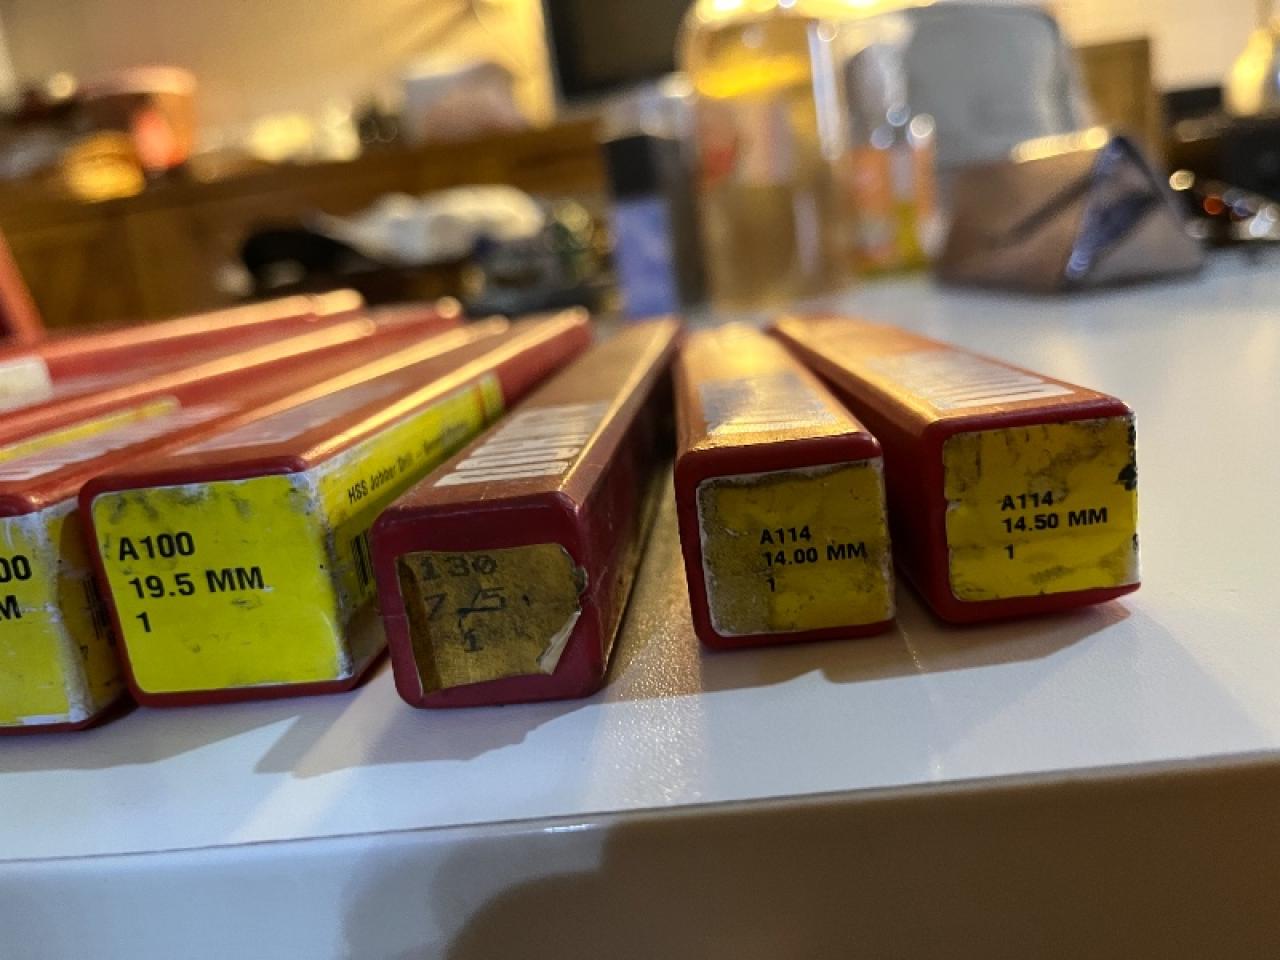 00
M
A100
19.5 MM
1
HSS Jobber Drill
130
7/5.
1
A114
14.00 MM
1
A114
14.50 MM
1